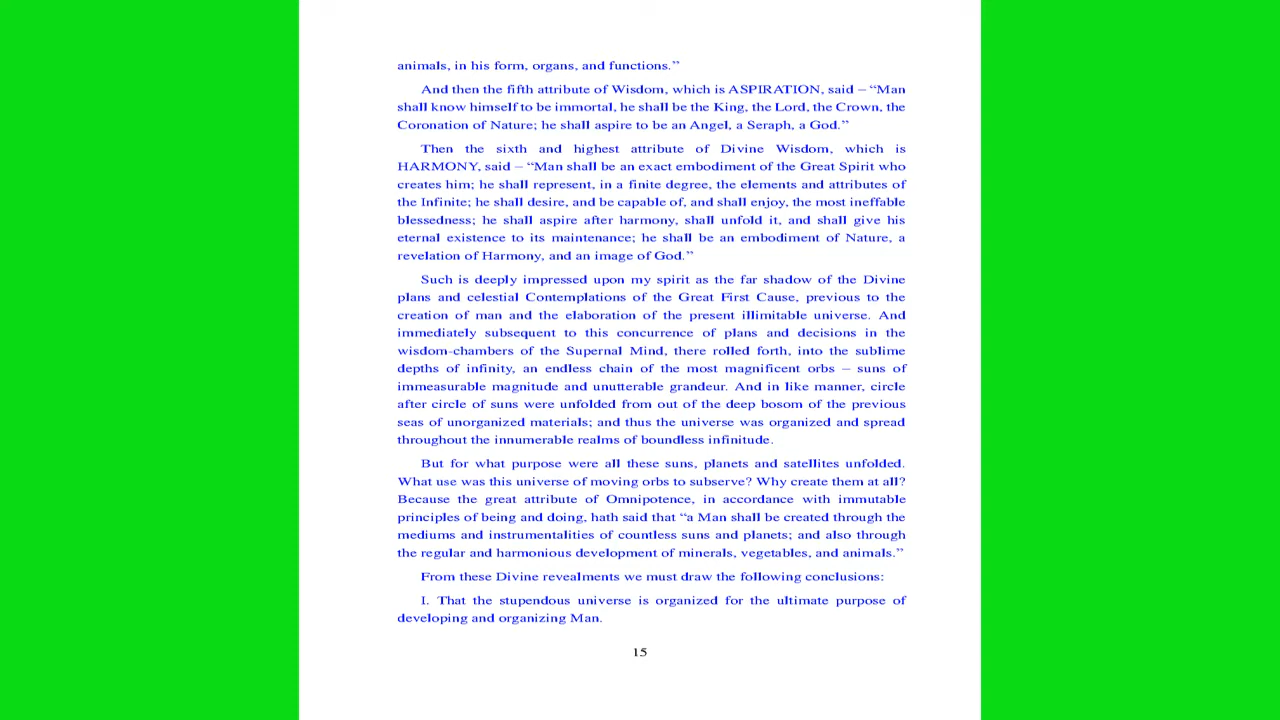 animals, in his form, organs, and functions.”
And then the fifth attribute of Wisdom, which is ASPIRATION, said – “Man
shall know himself to be immortal, he shall be the King, the Lord, the Crown, the
Coronation of Nature; he shall aspire to be an Angel, a Seraph, a God.”
Then the sixth and highest attribute of Divine Wisdom, which is
HARMONY, said – “Man shall be an exact embodiment of the Great Spirit who
creates him; he shall represent, in a finite degree, the elements and attributes of
the Infinite; he shall desire, and be capable of, and shall enjoy, the most ineffable
blessedness; he shall aspire after harmony, shall unfold it, and shall give his
eternal existence to its maintenance; he shall be an embodiment of Nature, a
revelation of Harmony, and an image of God.”
Such is deeply impressed upon my spirit as the far shadow of the Divine
plans and celestial Contemplations of the Great First Cause, previous to the
creation of man and the elaboration of the present illimitable universe. And
immediately subsequent to this concurrence of plans and decisions in the
wisdom-chambers of the Supernal Mind, there rolled forth, into the sublime
depths of infinity, an endless chain of the most magnificent orbs – suns of
immeasurable magnitude and unutterable grandeur. And in like manner, circle
after circle of suns were unfolded from out of the deep bosom of the previous
seas of unorganized materials; and thus the universe was organized and spread
throughout the innumerable realms of boundless infinitude.
But for what purpose were all these suns, planets and satellites unfolded.
What use was this universe of moving orbs to subserve? Why create them at all?
Because the great attribute of Omnipotence, in accordance with immutable
principles of being and doing, hath said that “a Man shall be created through the
mediums and instrumentalities of countless suns and planets; and also through
the regular and harmonious development of minerals, vegetables, and animals.”
From these Divine revealments we must draw the following conclusions:
I. That the stupendous universe is organized for the ultimate purpose of
developing and organizing Man.
15